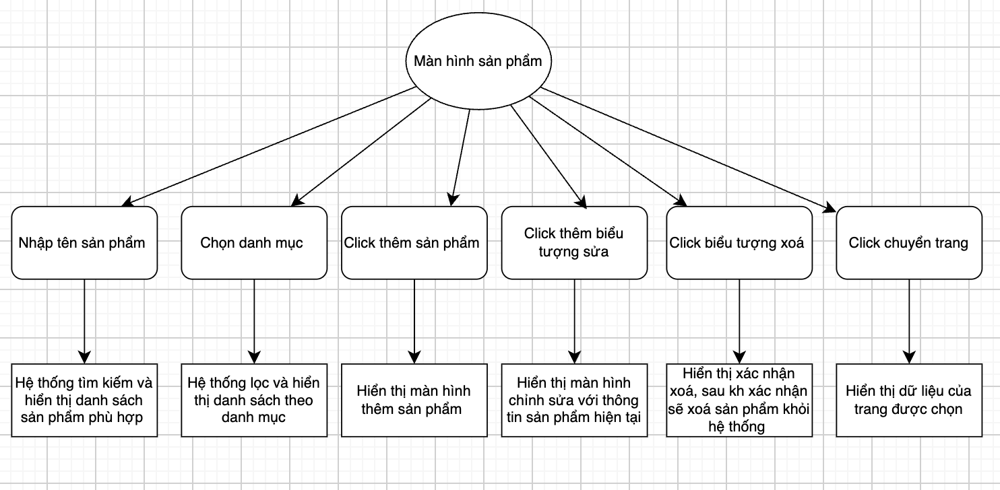 Màn hình sản phẩm
Nhập tên sản phẩm
Chọn danh mục
Click thêm sản phẩm
Click thêm biểu
tượng sửa
Click biểu tượng xoá
Click chuyển trang
Hệ thống tìm kiếm và
hiển thị danh sách
sản phẩm phù hợp
Hệ thống lọc và hiển
thị danh sách theo
danh mục
Hiển thị màn hình
thêm sản phẩm
Hiển thị màn hình
chỉnh sửa với thông
tin sản phẩm hiện tại
Hiển thị xác nhận
xoá, sau kh xác nhận
sẽ xoá sản phẩm khỏi
hệ thống
Hiển thị dữ liệu của
trang được chọn